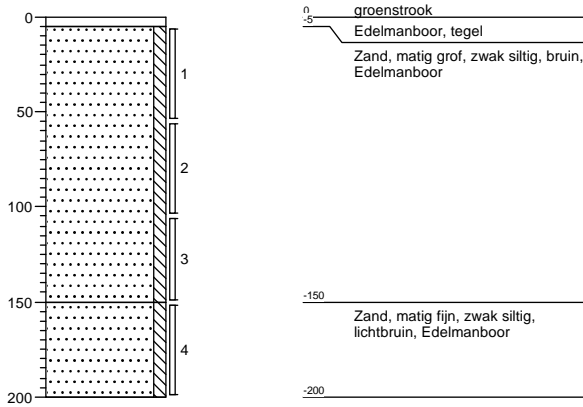 0
50
100
150
200
1
2
3
4
0
groenstrook
-5
Edelmanboor, tegel
Zand, matig grof, zwak siltig, bruin,
Edelmanboor
-150
Zand, matig fijn, zwak siltig,
lichtbruin, Edelmanboor
-200